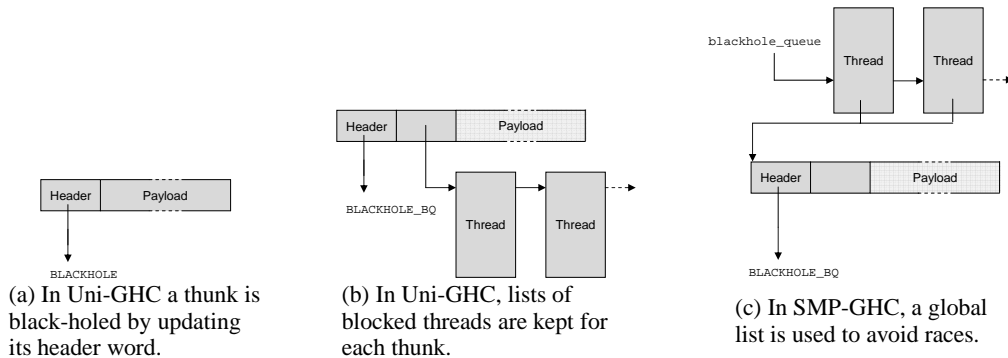 Header
Payload
BLACKHOLE
(a) In Uni-GHC a thunk is
black-holed by updating
its header word.
Header
Payload
BLACKHOLE_BQ
Thread
Thread
(b) In Uni-GHC, lists of
blocked threads are kept for
each thunk.
blackhole_queue
Thread
Thread
Header
Payload
BLACKHOLE_BQ
(c) In SMP-GHC, a global
list is used to avoid races.